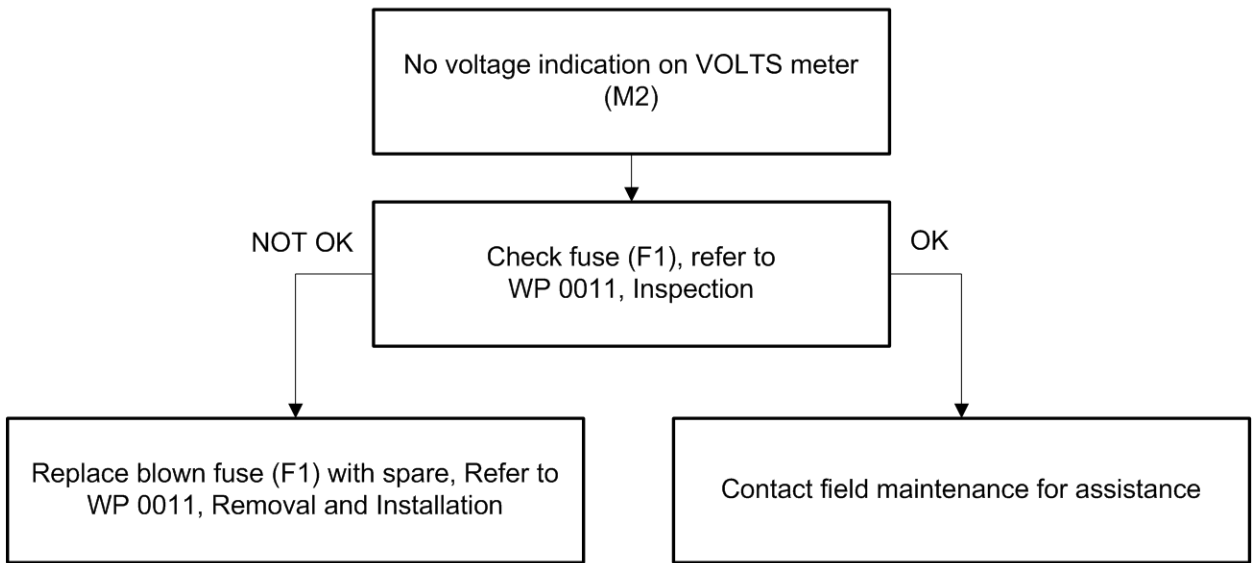 No voltage indication on VOLTS meter
(M2)
NOT OK
OK
Check fuse (F1), refer to
WP 0011, Inspection
Replace blown fuse (F1) with spare, Refer to
WP 0011, Removal and Installation
Contact field maintenance for assistance